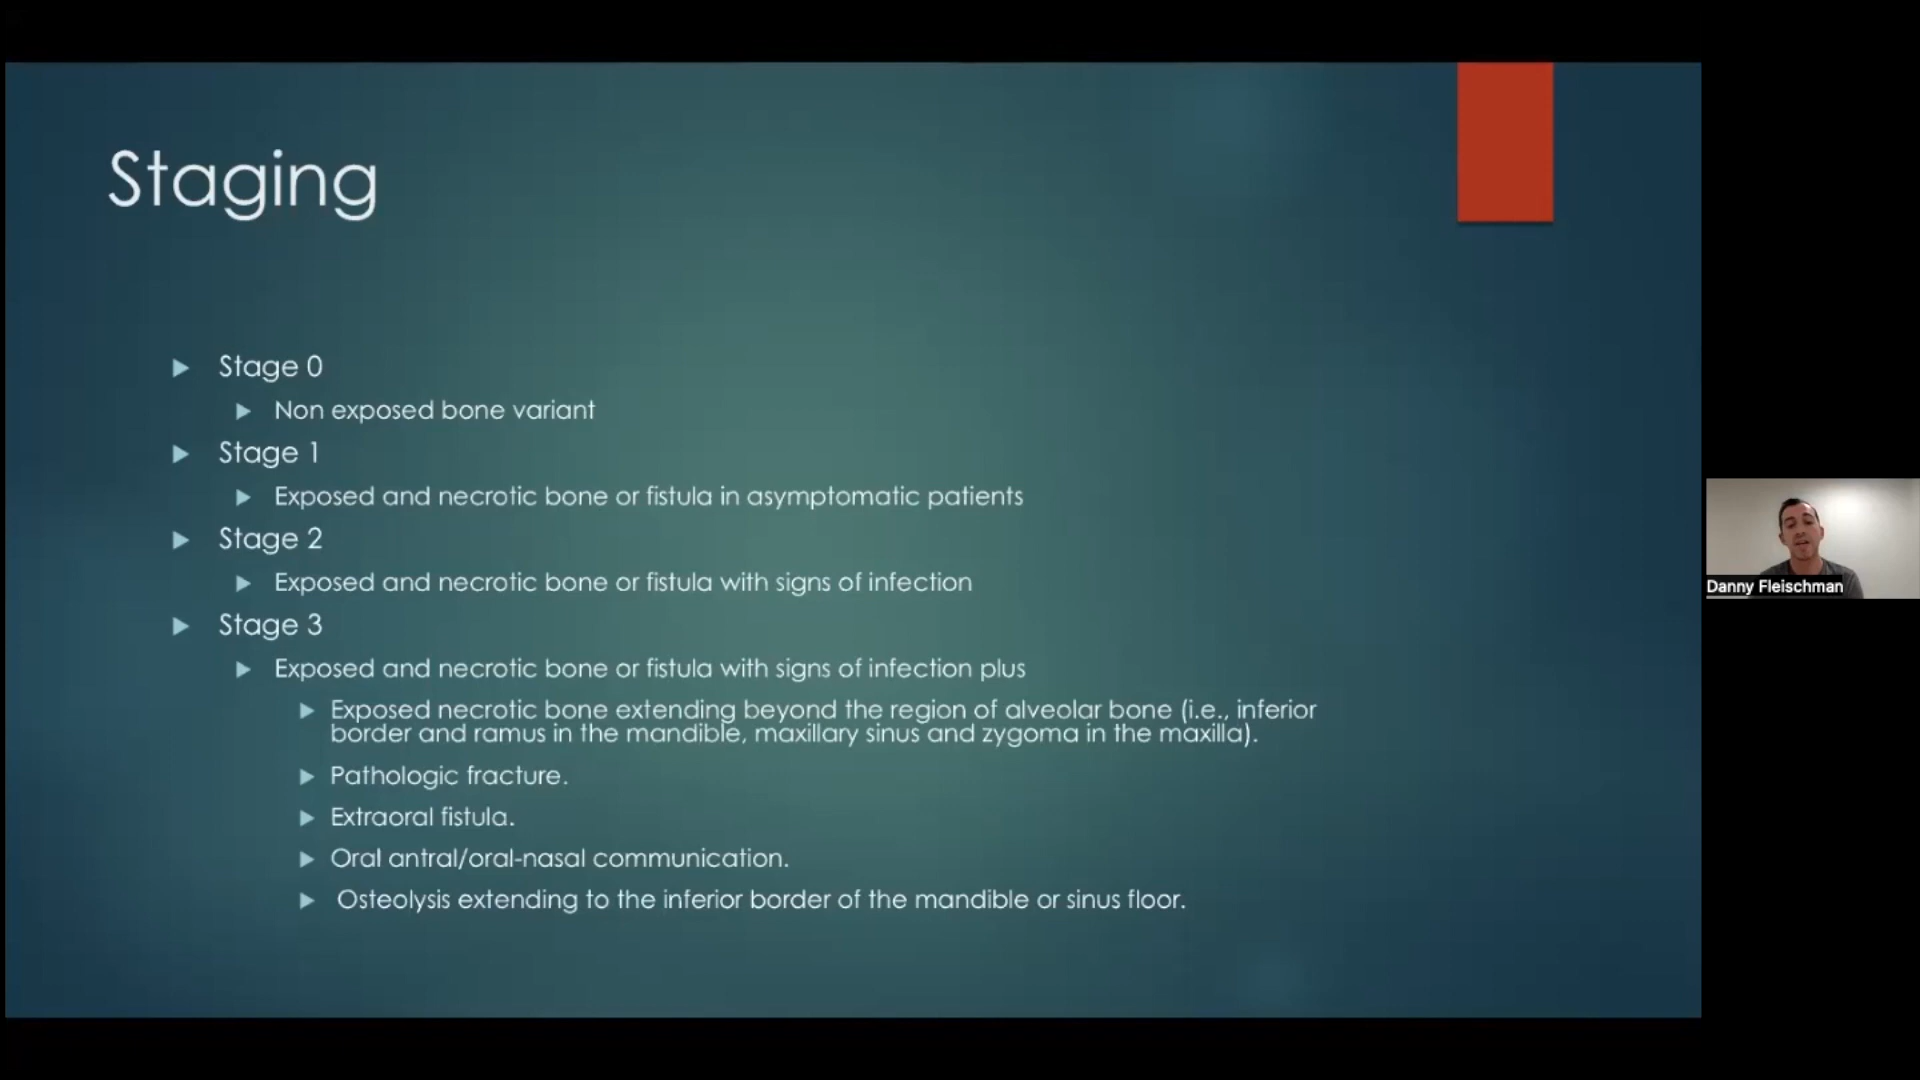 Staging
Stage 0
Non exposed bone variant
Stage 1
Exposed and necrotic bone or fistula in asymptomatic patients
Stage 2
Exposed and necrotic bone or fistula with signs of infection
Stage 3
Exposed and necrotic bone or fistula with signs of infection plus
Exposed necrotic bone extending beyond the region of alveolar bone (i.e., inferior
border and ramus in the mandible, maxillary sinus and zygoma in the maxilla).
Pathologic fracture.
Extraoral fistula.
Oral antral/oral-nasal communication.
Osteolysis extending to the inferior border of the mandible or sinus floor.
Danny Fleischman